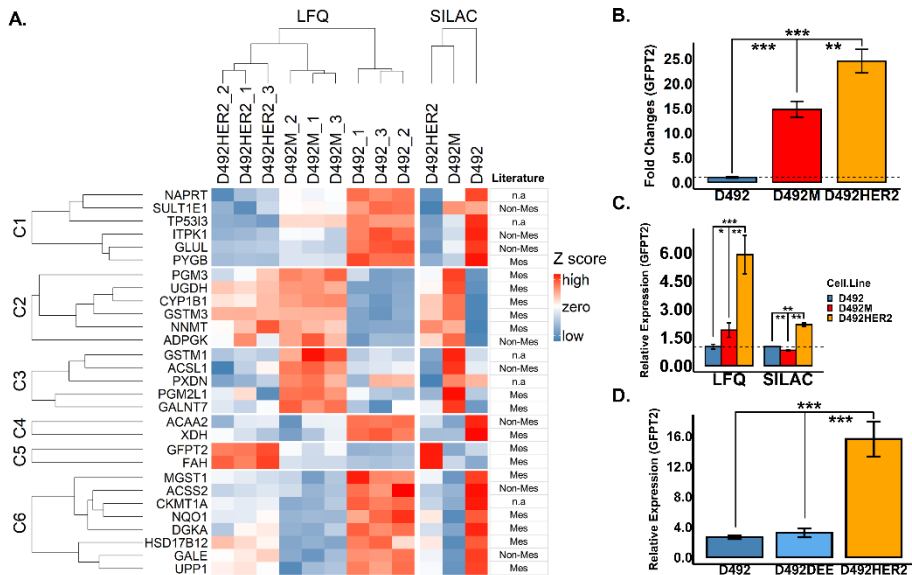 A.
LFQ
SILAC
D492HER2_2
D492HER2_1
D492HER2_3
D492M_2
D492M_1
D492M_3
D492_1
D492_3
D492_2
D492HER2
D492M
D492
Literature
C1
NAPRT n.a
SULT1E1 Non-Mes
TP53I3 n.a
ITPK1 Non-Mes
GLUL Non-Mes
PYGB Mes
C2
PGM3 Mes
UGDH Mes
CYP1B1 Mes
GSTM3 Mes
NNMT Mes
ADPGK Non-Mes
C3
GSTM1 n.a
ACSL1 Non-Mes
PXDN n.a
PGM2L1 Mes
GALNT7 Mes
C4
ACAA2 Non-Mes
XDH Mes
C5
GFPT2 Mes
FAH Mes
C6
MGST1 Mes
ACSS2 Non-Mes
CKMT1A n.a
NQO1 Mes
DGKA Mes
HSD17B12 Mes
GALE Non-Mes
UPP1 Mes
Z score
high
zero
low
B.
Fold Changes (GFPT2)
25.0
20.0
15.0
10.0
5.0
0.0
***
*** **
D492 D492M D492HER2
C.
Relative Expression (GFPT2)
6.00
4.50
3.00
1.50
0.00
***
* **
**
** **
LFQ SILAC
Cell.Line
D492
D492M
D492HER2
D.
Relative Expression (GFPT2)
16.0
12.0
8.0
4.0
0.0
***
***
D492 D492DEE D492HER2